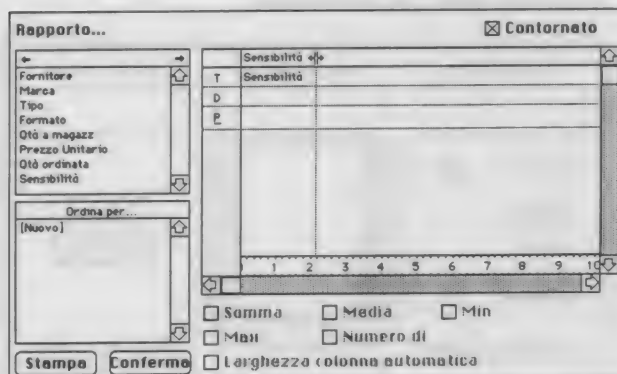 Rapporto...
Contornato
Fornitore
Marca
Tipo
Formato
Qtà a magazz
Prezzo Unitario
Qtà ordinata
Sensibilità
Ordina per...
[Nuovo]
Stampa
Conferma
Sensibilità
T Sensibilità
D
P
1 2 3 4 5 6 7 8 9 10
Somma
Media
Min
Max
Numero di
Larghezza colonna automatica